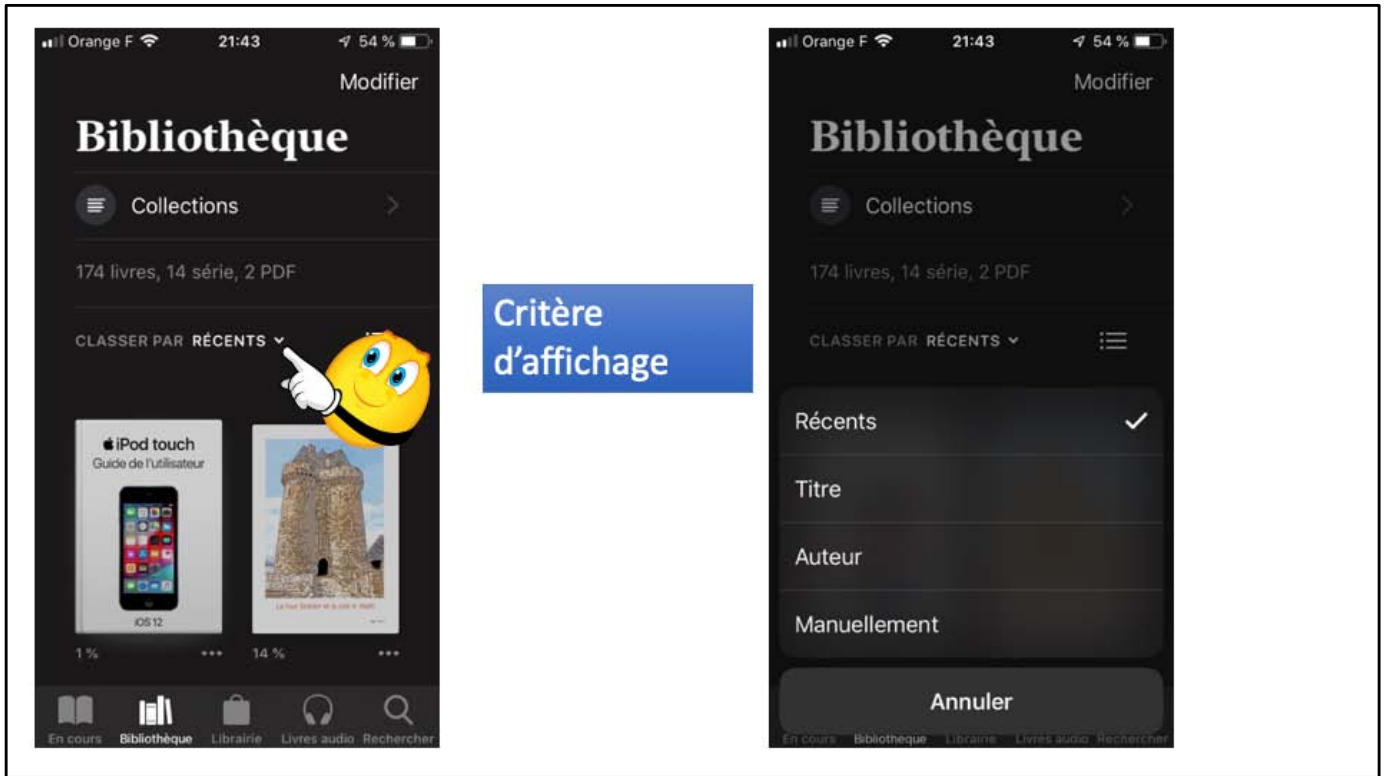 Orange F 21:43 54 %
Modifier
Bibliothèque
Collections
174 livres, 14 série, 2 PDF
CLASSER PAR RÉCENTS
iPod touch
Guide de l'utilisateur
iOS 12
1 % 14 %
En cours Bibliothèque Librairie Livres audio Rechercher
Critère
d'affichage
Orange F 21:43 54 %
Modifier
Bibliothèque
Collections
174 livres, 14 série, 2 PDF
CLASSER PAR RÉCENTS
Récents
Titre
Auteur
Manuellement
Annuler
En cours Bibliothèque Librairie Livres audio Rechercher